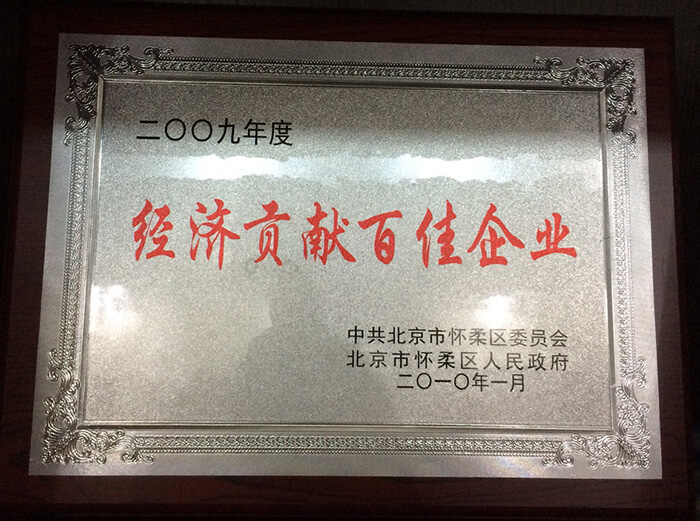 二〇〇九年度
经济贡献百佳企业
中共北京市怀柔区委员会
北京市怀柔区人民政府
二〇一〇年一月